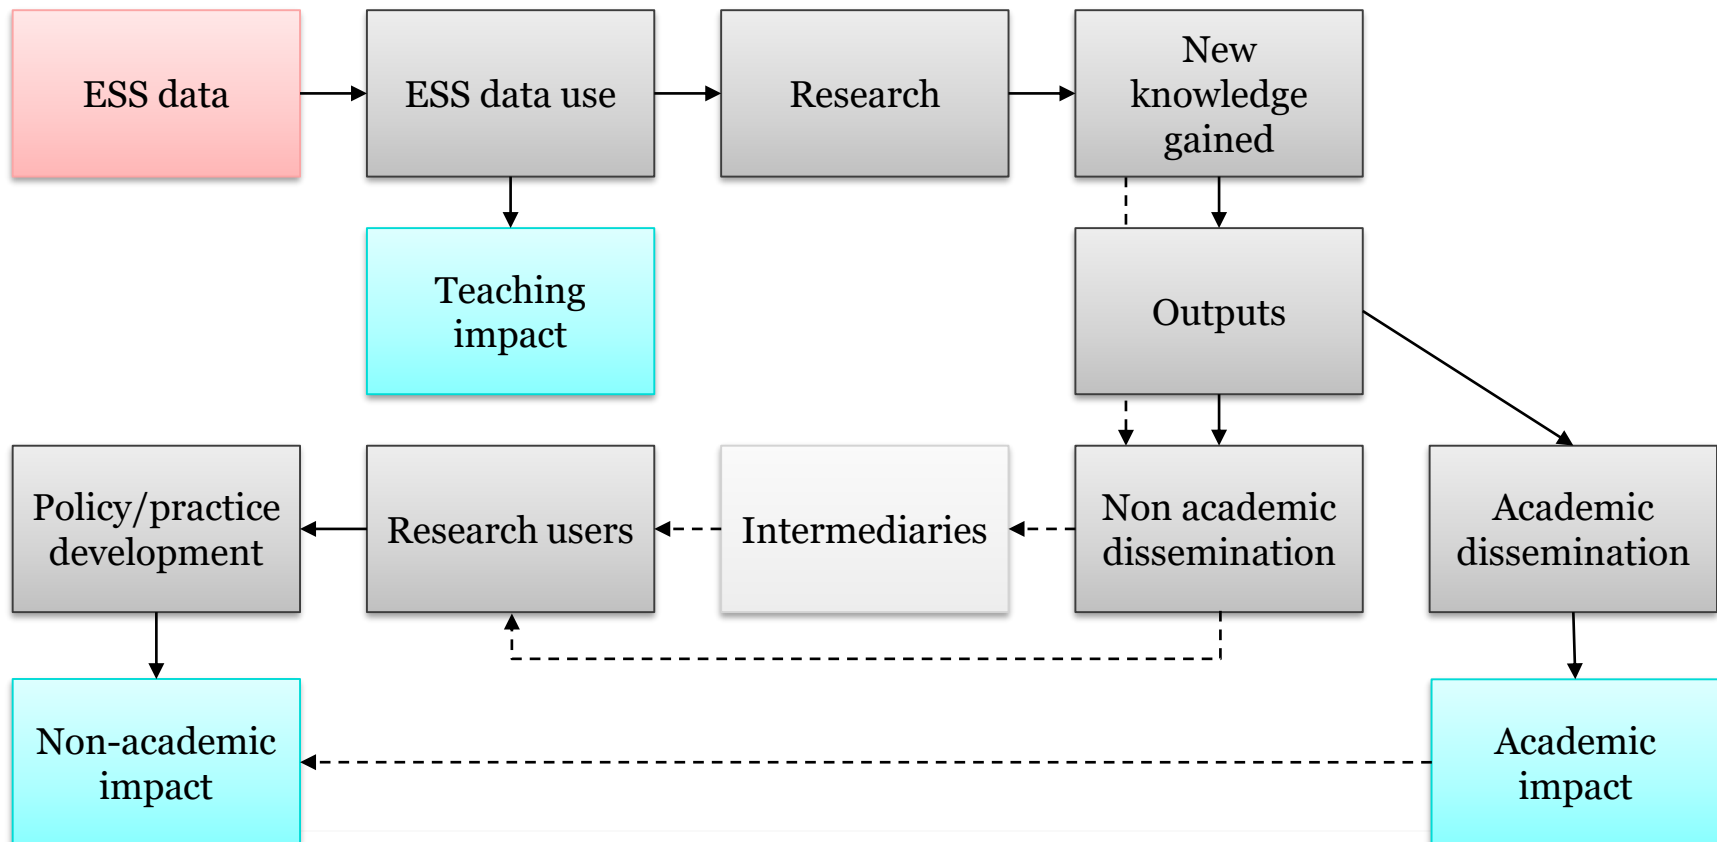 ESS data
ESS data use
Research
New
knowledge
gained
Teaching
impact
Outputs
Policy/practice
development
Research users
Intermediaries
Non academic
dissemination
Academic
dissemination
Non-academic
impact
Academic
impact